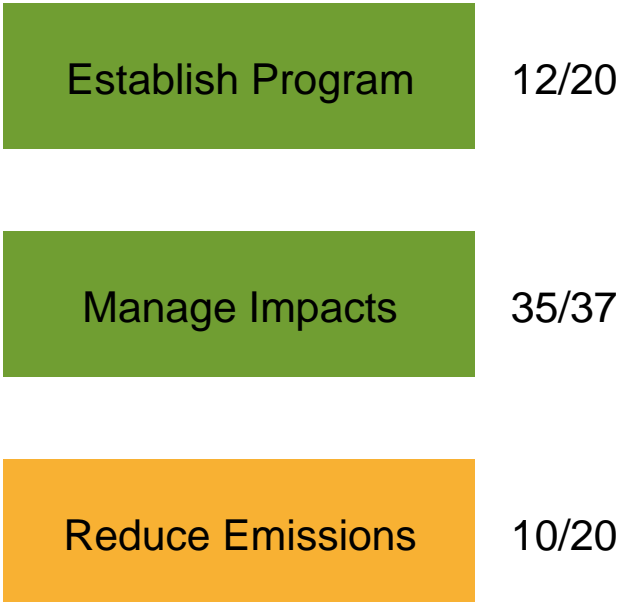 Establish Program 12/20
Manage Impacts 35/37
Reduce Emissions 10/20